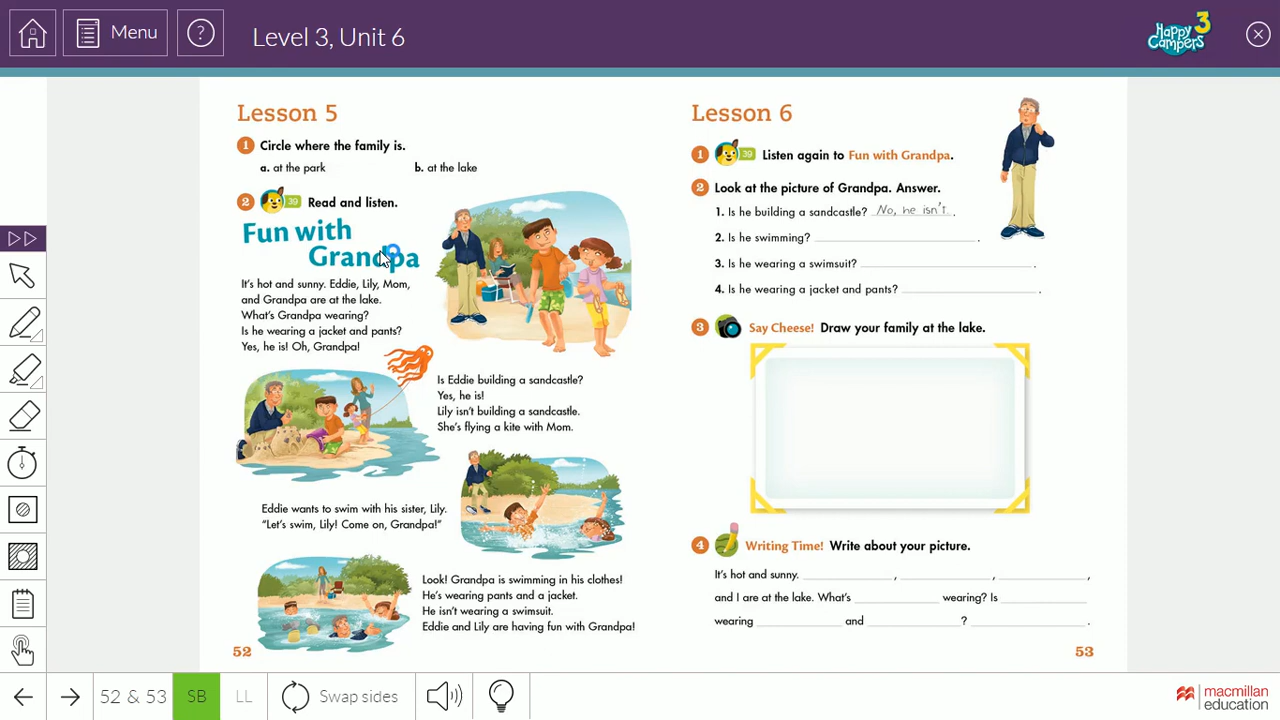 Menu
?
Level 3, Unit 6
Happy Campers 3
Lesson 5
1 Circle where the family is.
a. at the park b. at the lake
2 39 Read and listen.
Fun with
Grandpa
It's hot and sunny. Eddie, Lily, Mom,
and Grandpa are at the lake.
What's Grandpa wearing?
Is he wearing a jacket and pants?
Yes, he is! Oh, Grandpa!
Is Eddie building a sandcastle?
Yes, he is!
Lily isn't building a sandcastle.
She's flying a kite with Mom.
Eddie wants to swim with his sister, Lily.
"Let's swim, Lily! Come on, Grandpa!"
Look! Grandpa is swimming in his clothes!
He's wearing pants and a jacket.
He isn't wearing a swimsuit.
Eddie and Lily are having fun with Grandpa!
52
Lesson 6
1 39 Listen again to Fun with Grandpa.
2 Look at the picture of Grandpa. Answer.
1. Is he building a sandcastle? No, he isn't.
2. Is he swimming? .
3. Is he wearing a swimsuit? .
4. Is he wearing a jacket and pants? .
3 Say Cheese! Draw your family at the lake.
4 Writing Time! Write about your picture.
It's hot and sunny. , , ,
and I are at the lake. What's wearing? Is
wearing and ? .
53
52 & 53
SB
LL
Swap sides
macmillan
education